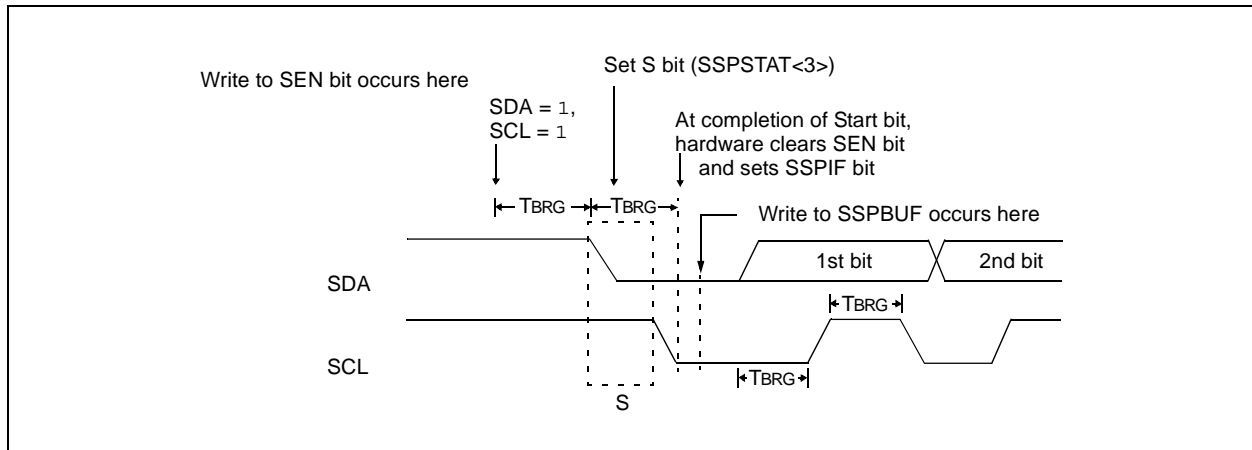 Write to SEN bit occurs here
Set S bit (SSPSTAT<3>)
SDA = 1,
SCL = 1
At completion of Start bit,
hardware clears SEN bit
and sets SSPIF bit
TBRG
TBRG
Write to SSPBUF occurs here
SDA
1st bit
2nd bit
TBRG
SCL
TBRG
S